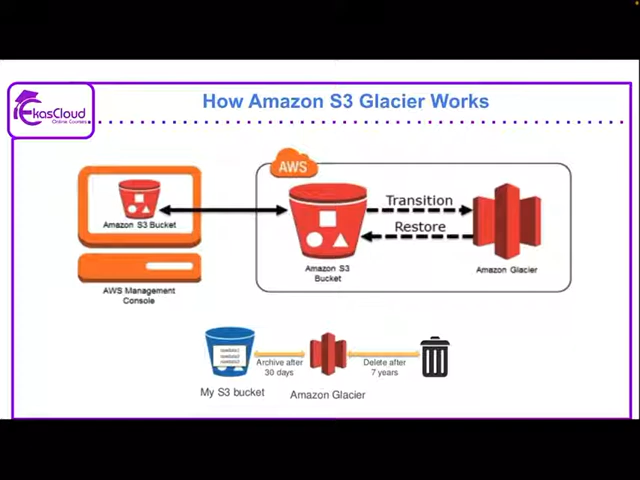 How Amazon S3 Glacier Works
EkasCloud
Online Courses
AWS
Transition
Restore
Amazon S3 Bucket
AWS Management
Console
Amazon S3
Bucket
Amazon Glacier
Archive after
30 days
Delete after
7 years
My S3 bucket
Amazon Glacier